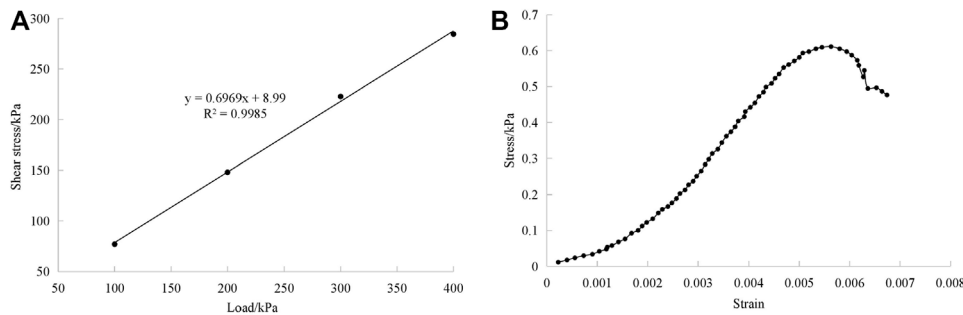 A
300
250
200
150
100
50
Shear stress/kPa
y = 0.6969x + 8.99
R² = 0.9985
50 100 150 200 250 300 350 400
Load/kPa
B
0.7
0.6
0.5
0.4
0.3
0.2
0.1
0
Stress/kPa
0 0.001 0.002 0.003 0.004 0.005 0.006 0.007 0.008
Strain